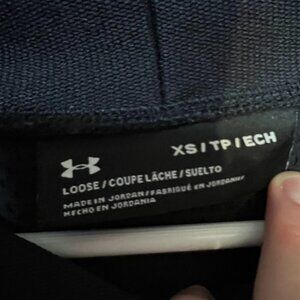 XS / TP / ECH
LOOSE / COUPE LÂCHE / SUELTO
MADE IN JORDAN / FABRIQUÉ EN JORDANIE /
HECHO EN JORDANIA